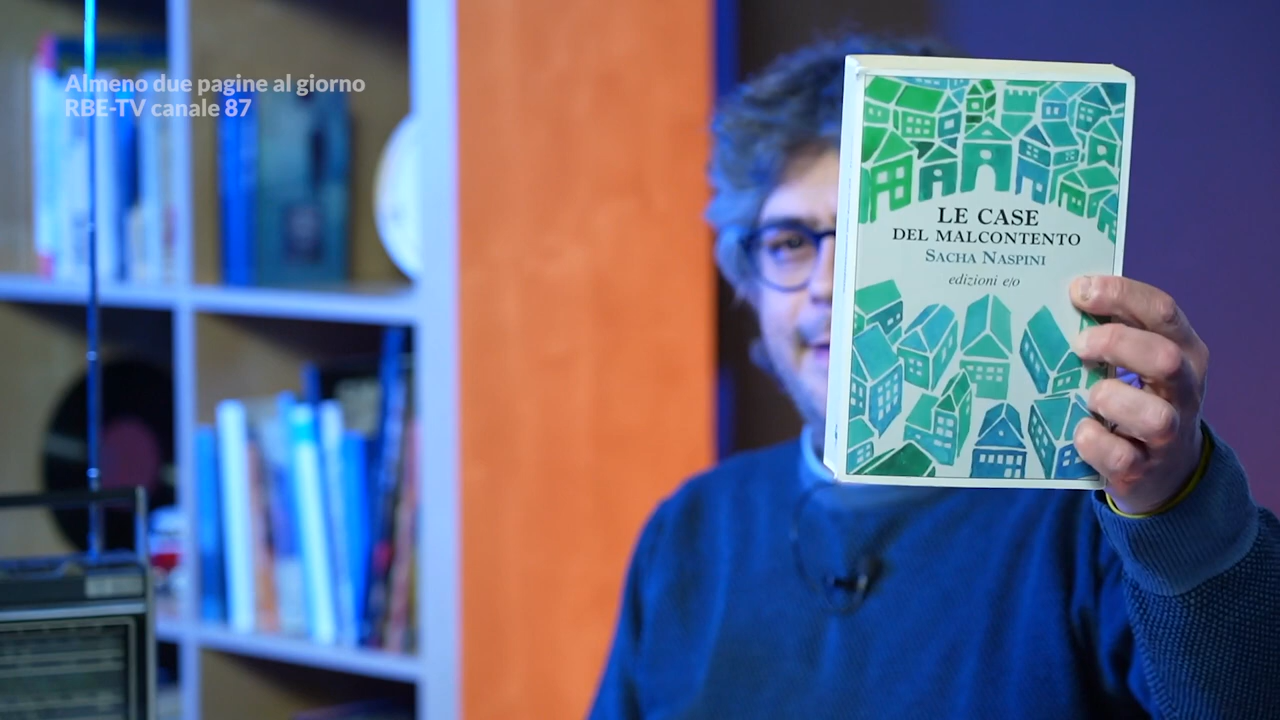 Almeno due pagine al giorno
RBE-TV canale 87
LE CASE
DEL MALCONTENTO
SACHA NASPINI
edizioni e/o